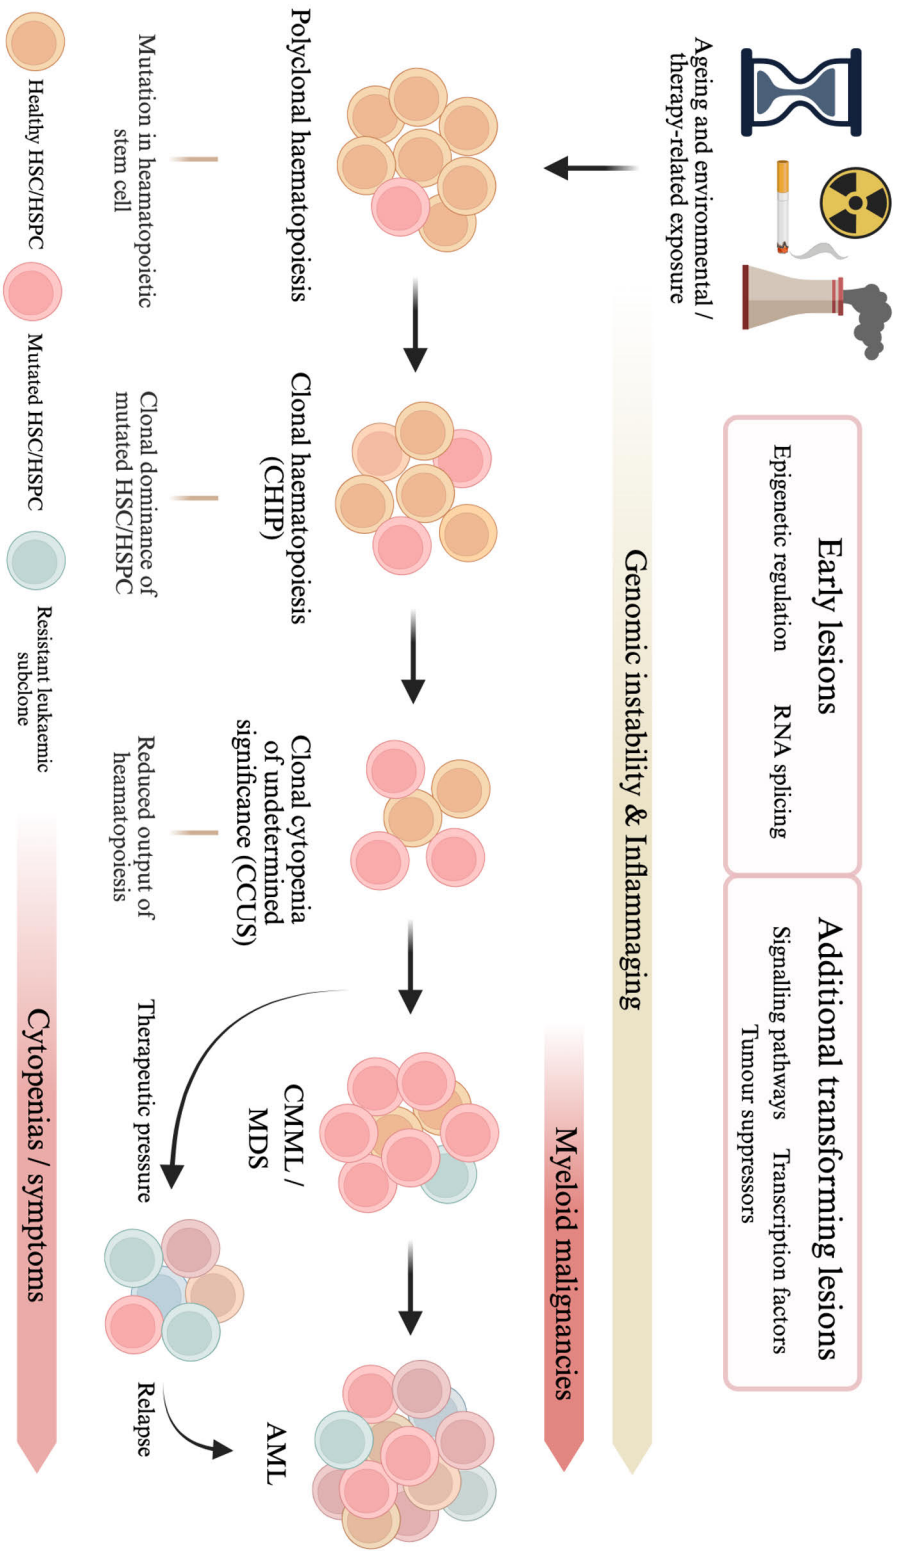 Ageing and environmental /
therapy-related exposure
Early lesions
Epigenetic regulation
RNA splicing
Additional transforming lesions
Signalling pathways
Transcription factors
Tumour suppressors
Genomic instability & Inflammaging
Myeloid malignancies
Polyclonal haematopoiesis
Clonal haematopoiesis
(CHIP)
Clonal cytopenia
of undetermined
significance (CCUS)
CMML /
MDS
AML
Mutation in heamatopoietic
stem cell
Clonal dominance of
mutated HSC/HSPC
Reduced output of
heamatopoiesis
Therapeutic pressure
Relapse
Healthy HSC/HSPC
Mutated HSC/HSPC
Resistant leukaemic
subclone
Cytopenias / symptoms